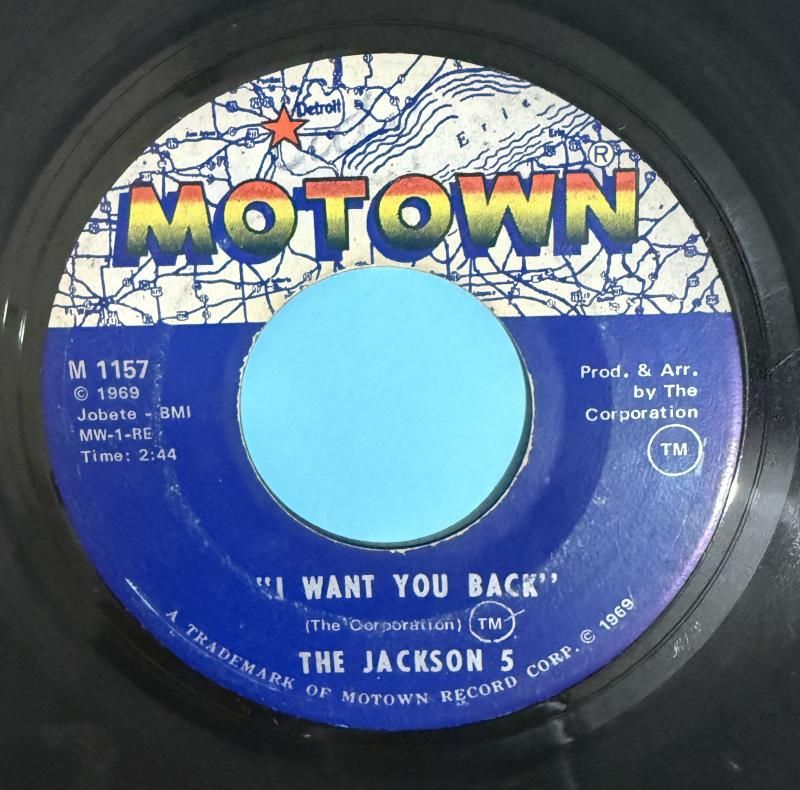 Detroit
Erie
Erie
MOTOWN ®
M 1157
© 1969
Jobete - BMI
MW-1-RE
Time: 2:44
Prod. & Arr.
by The
Corporation
TM
"I WANT YOU BACK"
(The Corporation) TM
THE JACKSON 5
A TRADEMARK OF MOTOWN RECORD CORP. © 1969